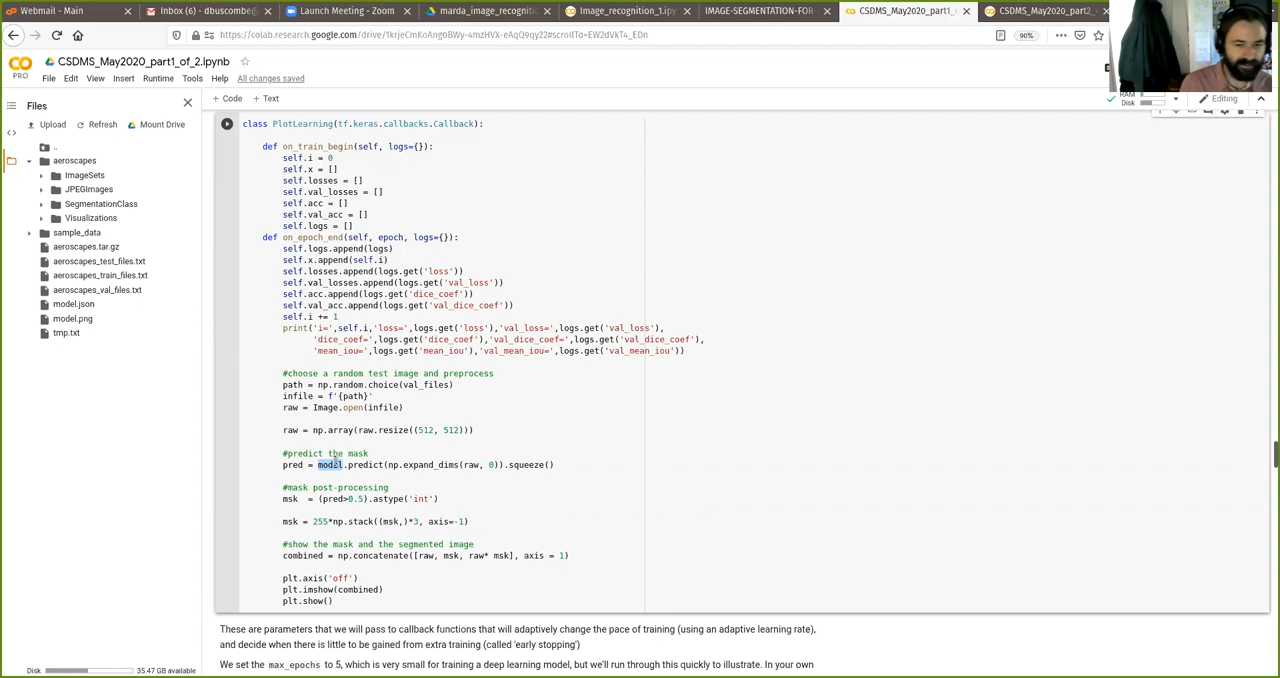 Webmail - Main
Inbox (6) - dbuscombe@
Launch Meeting - Zoom
marda_image_recognitio
Image_recognition_1.ipy
IMAGE-SEGMENTATION-FOR
CSDMS_May2020_part1_
CSDMS_May2020_part2_
https://colab.research.google.com/drive/1krjeCmKoAng0BWy-4mzHVX-eAqQ9qy22#scrollTo=EW2dVkT4_EDn
90%
CSDMS_May2020_part1_of_2.ipynb
PRO
File Edit View Insert Runtime Tools Help All changes saved
Files
+ Code + Text
RAM
Disk
Editing
Upload Refresh Mount Drive
..
aeroscapes
ImageSets
JPEGImages
SegmentationClass
Visualizations
sample_data
aeroscapes.tar.gz
aeroscapes_test_files.txt
aeroscapes_train_files.txt
aeroscapes_val_files.txt
model.json
model.png
tmp.txt
Disk 35.47 GB available
class PlotLearning(tf.keras.callbacks.Callback):
def on_train_begin(self, logs={}):
self.i = 0
self.x = []
self.losses = []
self.val_losses = []
self.acc = []
self.val_acc = []
self.logs = []
def on_epoch_end(self, epoch, logs={}):
self.logs.append(logs)
self.x.append(self.i)
self.losses.append(logs.get('loss'))
self.val_losses.append(logs.get('val_loss'))
self.acc.append(logs.get('dice_coef'))
self.val_acc.append(logs.get('val_dice_coef'))
self.i += 1
print('i=',self.i,'loss=',logs.get('loss'),'val_loss=',logs.get('val_loss'),
'dice_coef=',logs.get('dice_coef'),'val_dice_coef=',logs.get('val_dice_coef'),
'mean_iou=',logs.get('mean_iou'),'val_mean_iou=',logs.get('val_mean_iou'))
#choose a random test image and preprocess
path = np.random.choice(val_files)
infile = f'{path}'
raw = Image.open(infile)
raw = np.array(raw.resize((512, 512)))
#predict the mask
pred = model.predict(np.expand_dims(raw, 0)).squeeze()
#mask post-processing
msk  = (pred>0.5).astype('int')
msk = 255*np.stack((msk,)*3, axis=-1)
#show the mask and the segmented image
combined = np.concatenate([raw, msk, raw* msk], axis = 1)
plt.axis('off')
plt.imshow(combined)
plt.show()
These are parameters that we will pass to callback functions that will adaptively change the pace of training (using an adaptive learning rate),
and decide when there is little to be gained from extra training (called 'early stopping')
We set the max_epochs to 5, which is very small for training a deep learning model, but we'll run through this quickly to illustrate. In your own